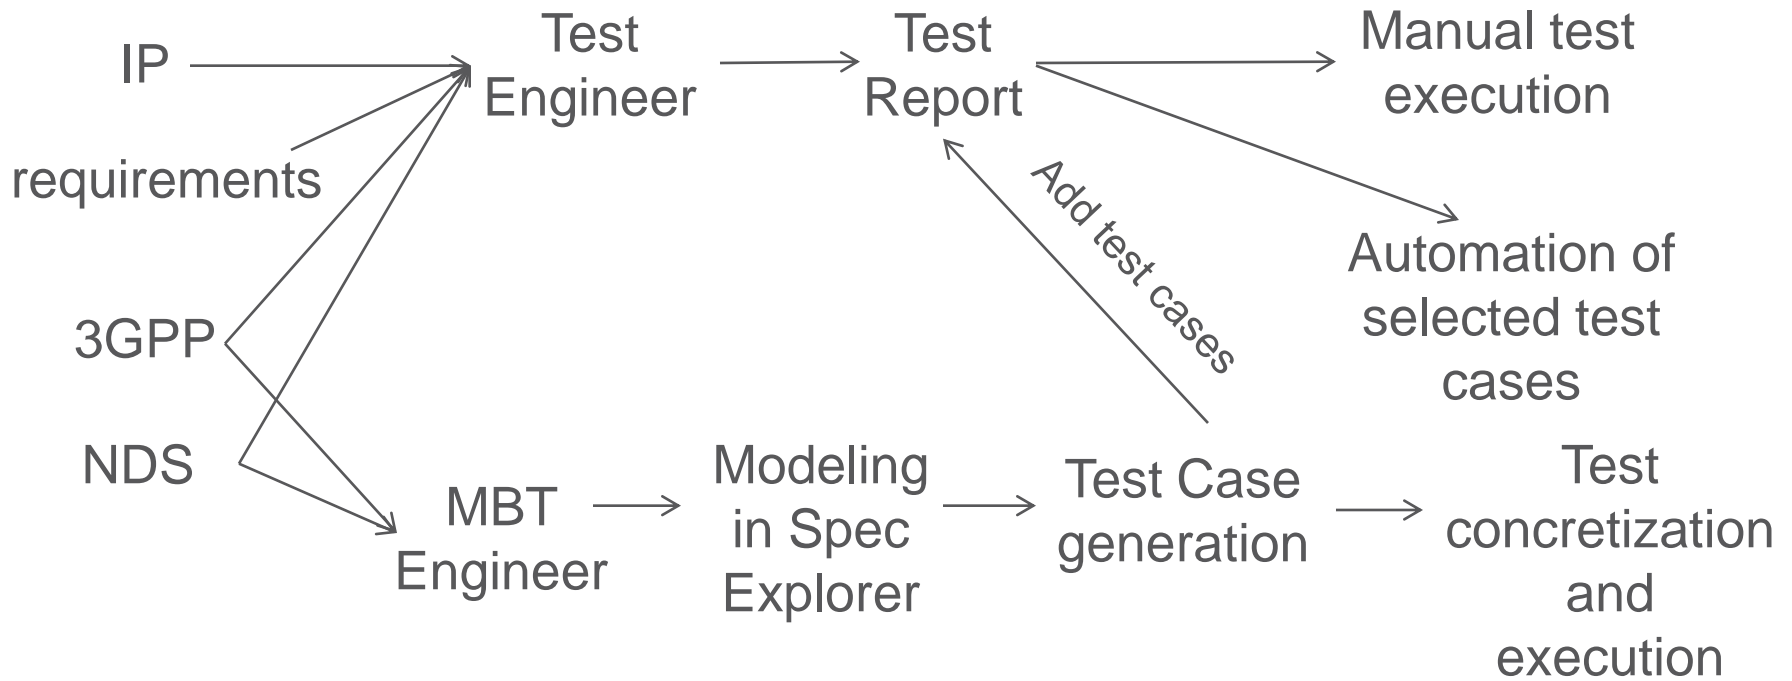 IP
requirements
3GPP
NDS
Test
Engineer
Test
Report
Manual test
execution
Add test cases
Automation of
selected test
cases
MBT
Engineer
Modeling
in Spec
Explorer
Test Case
generation
Test
concretization
and
execution